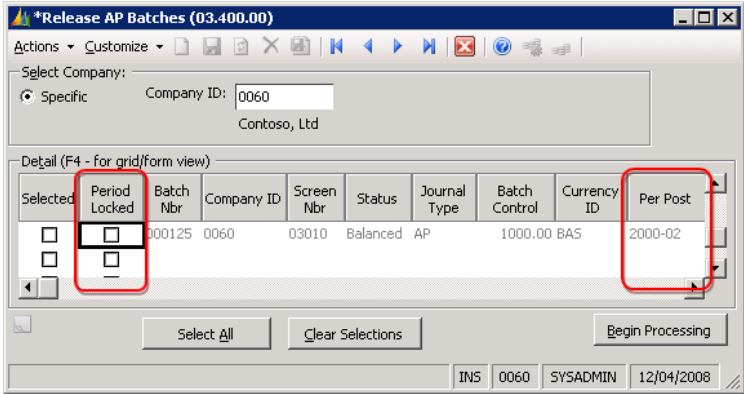 *Release AP Batches (03.400.00)
Actions Customize
Select Company:
Specific Company ID: 0060
Contoso, Ltd
Detail (F4 - for grid/form view)
Selected Period Locked Batch Nbr Company ID Screen Nbr Status Journal Type Batch Control Currency ID Per Post
000125 0060 03010 Balanced AP 1000.00 BAS 2000-02
Select All Clear Selections Begin Processing
INS 0060 SYSADMIN 12/04/2008